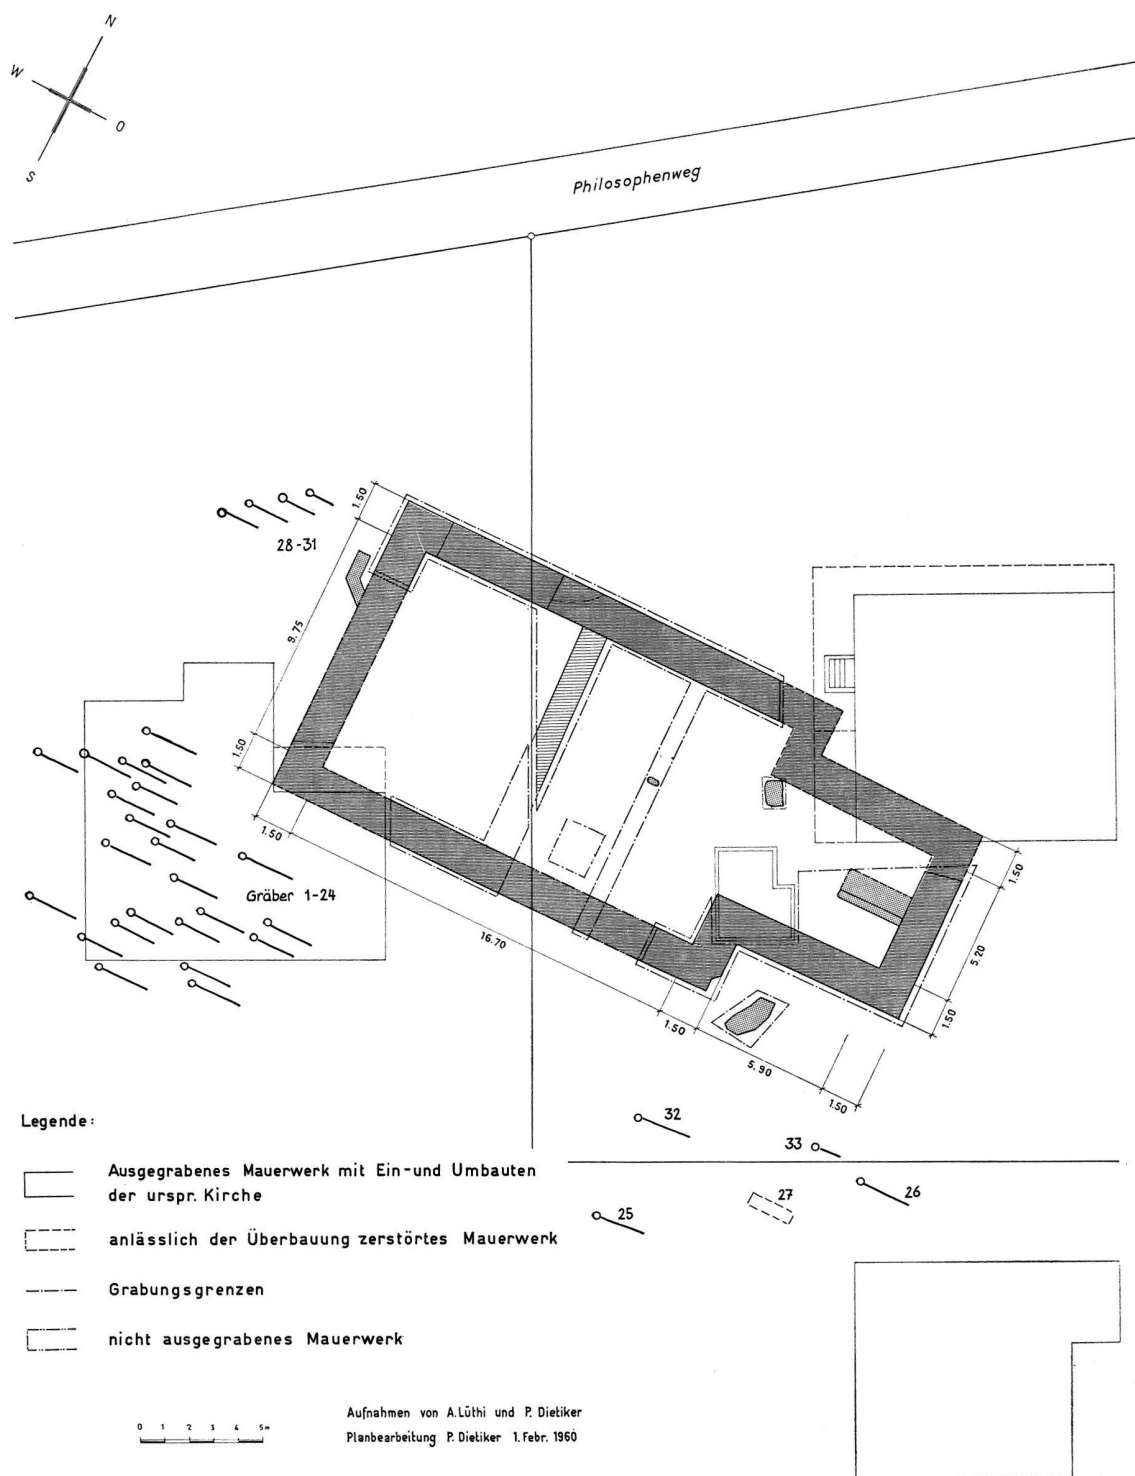 N
W
O
S
Philosophenweg
28-31
1.50
9.75
1.50
1.50
Gräber 1-24
16.70
1.50
5.90
1.50
1.50
5.20
1.50
32
33
27
26
25
Legende:
Ausgegrabenes Mauerwerk mit Ein-und Umbauten
der urspr. Kirche
anlässlich der Überbauung zerstörtes Mauerwerk
Grabungsgrenzen
nicht ausgegrabenes Mauerwerk
0 1 2 3 4 5m
Aufnahmen von A.Lüthi und P. Dietiker
Planbearbeitung P. Dietiker 1. Febr. 1960